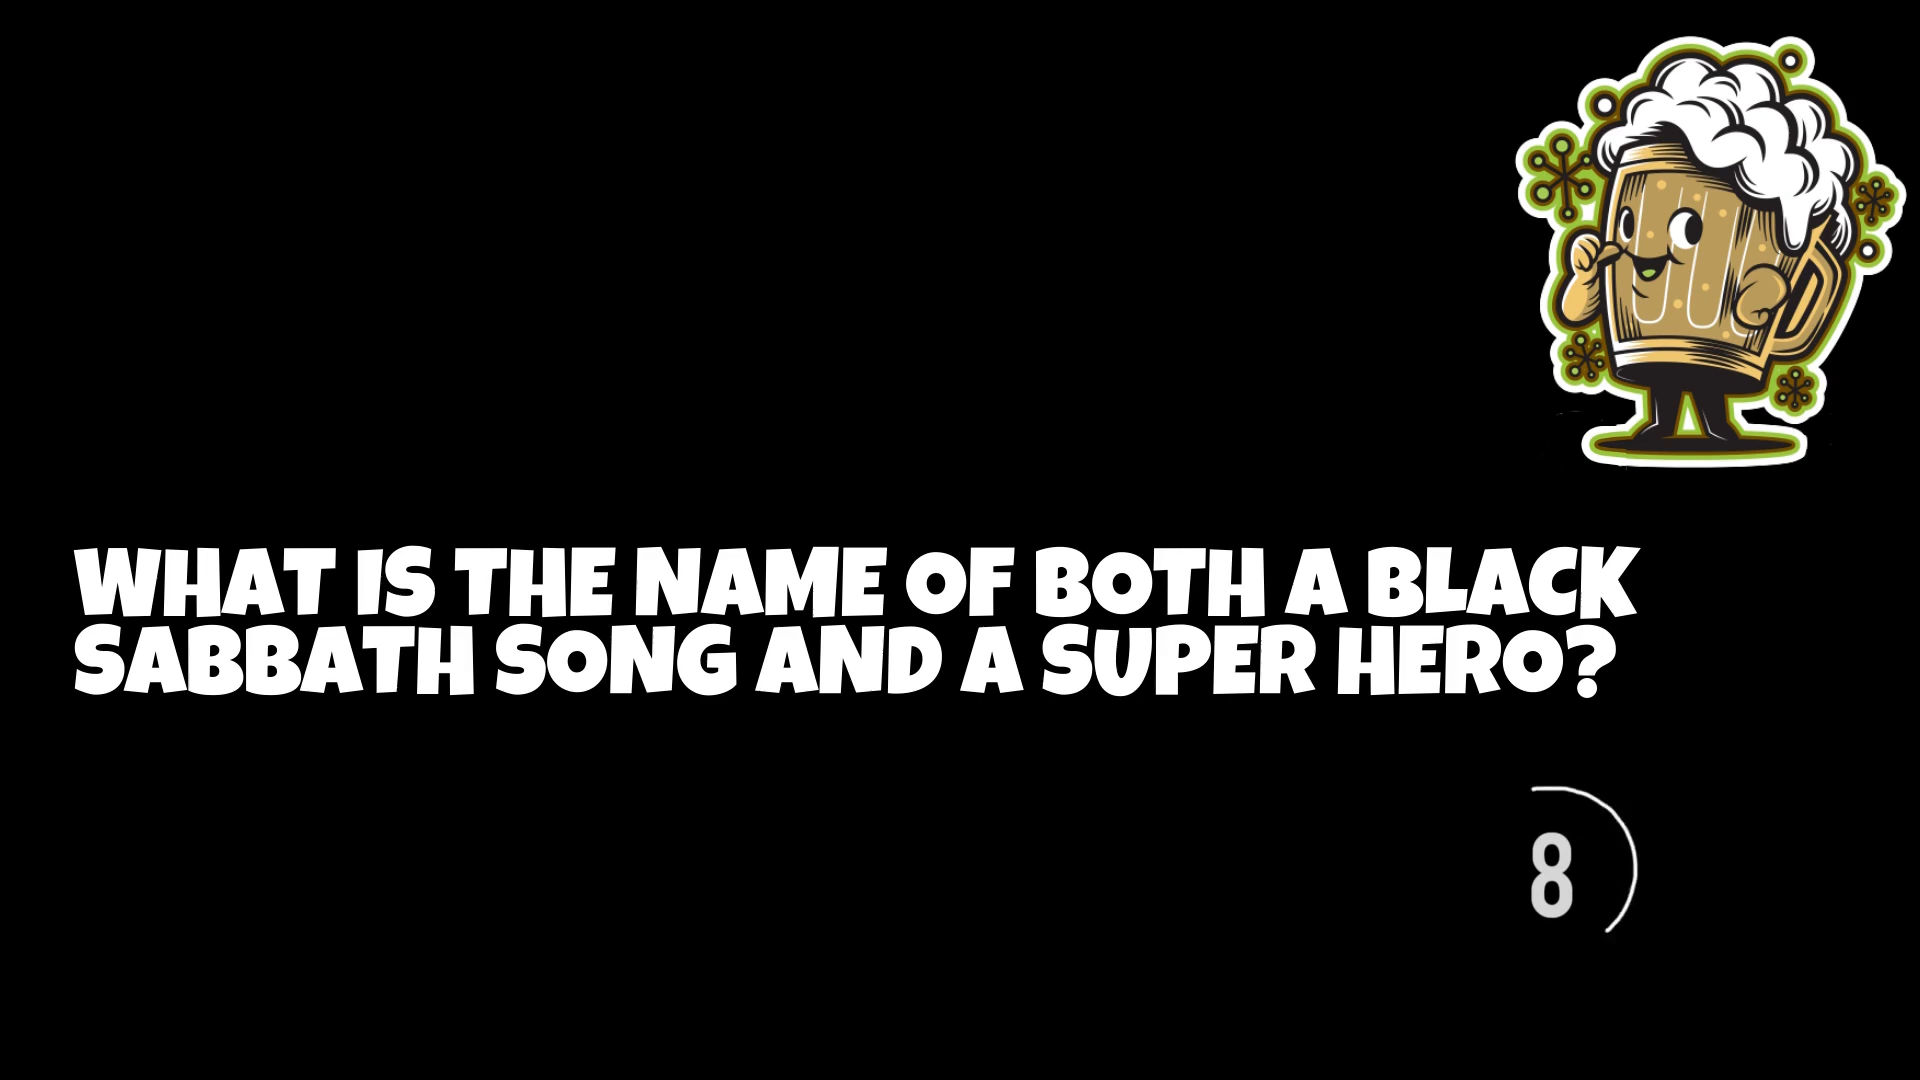 WHAT IS THE NAME OF BOTH A BLACK
SABBATH SONG AND A SUPER HERO?
8